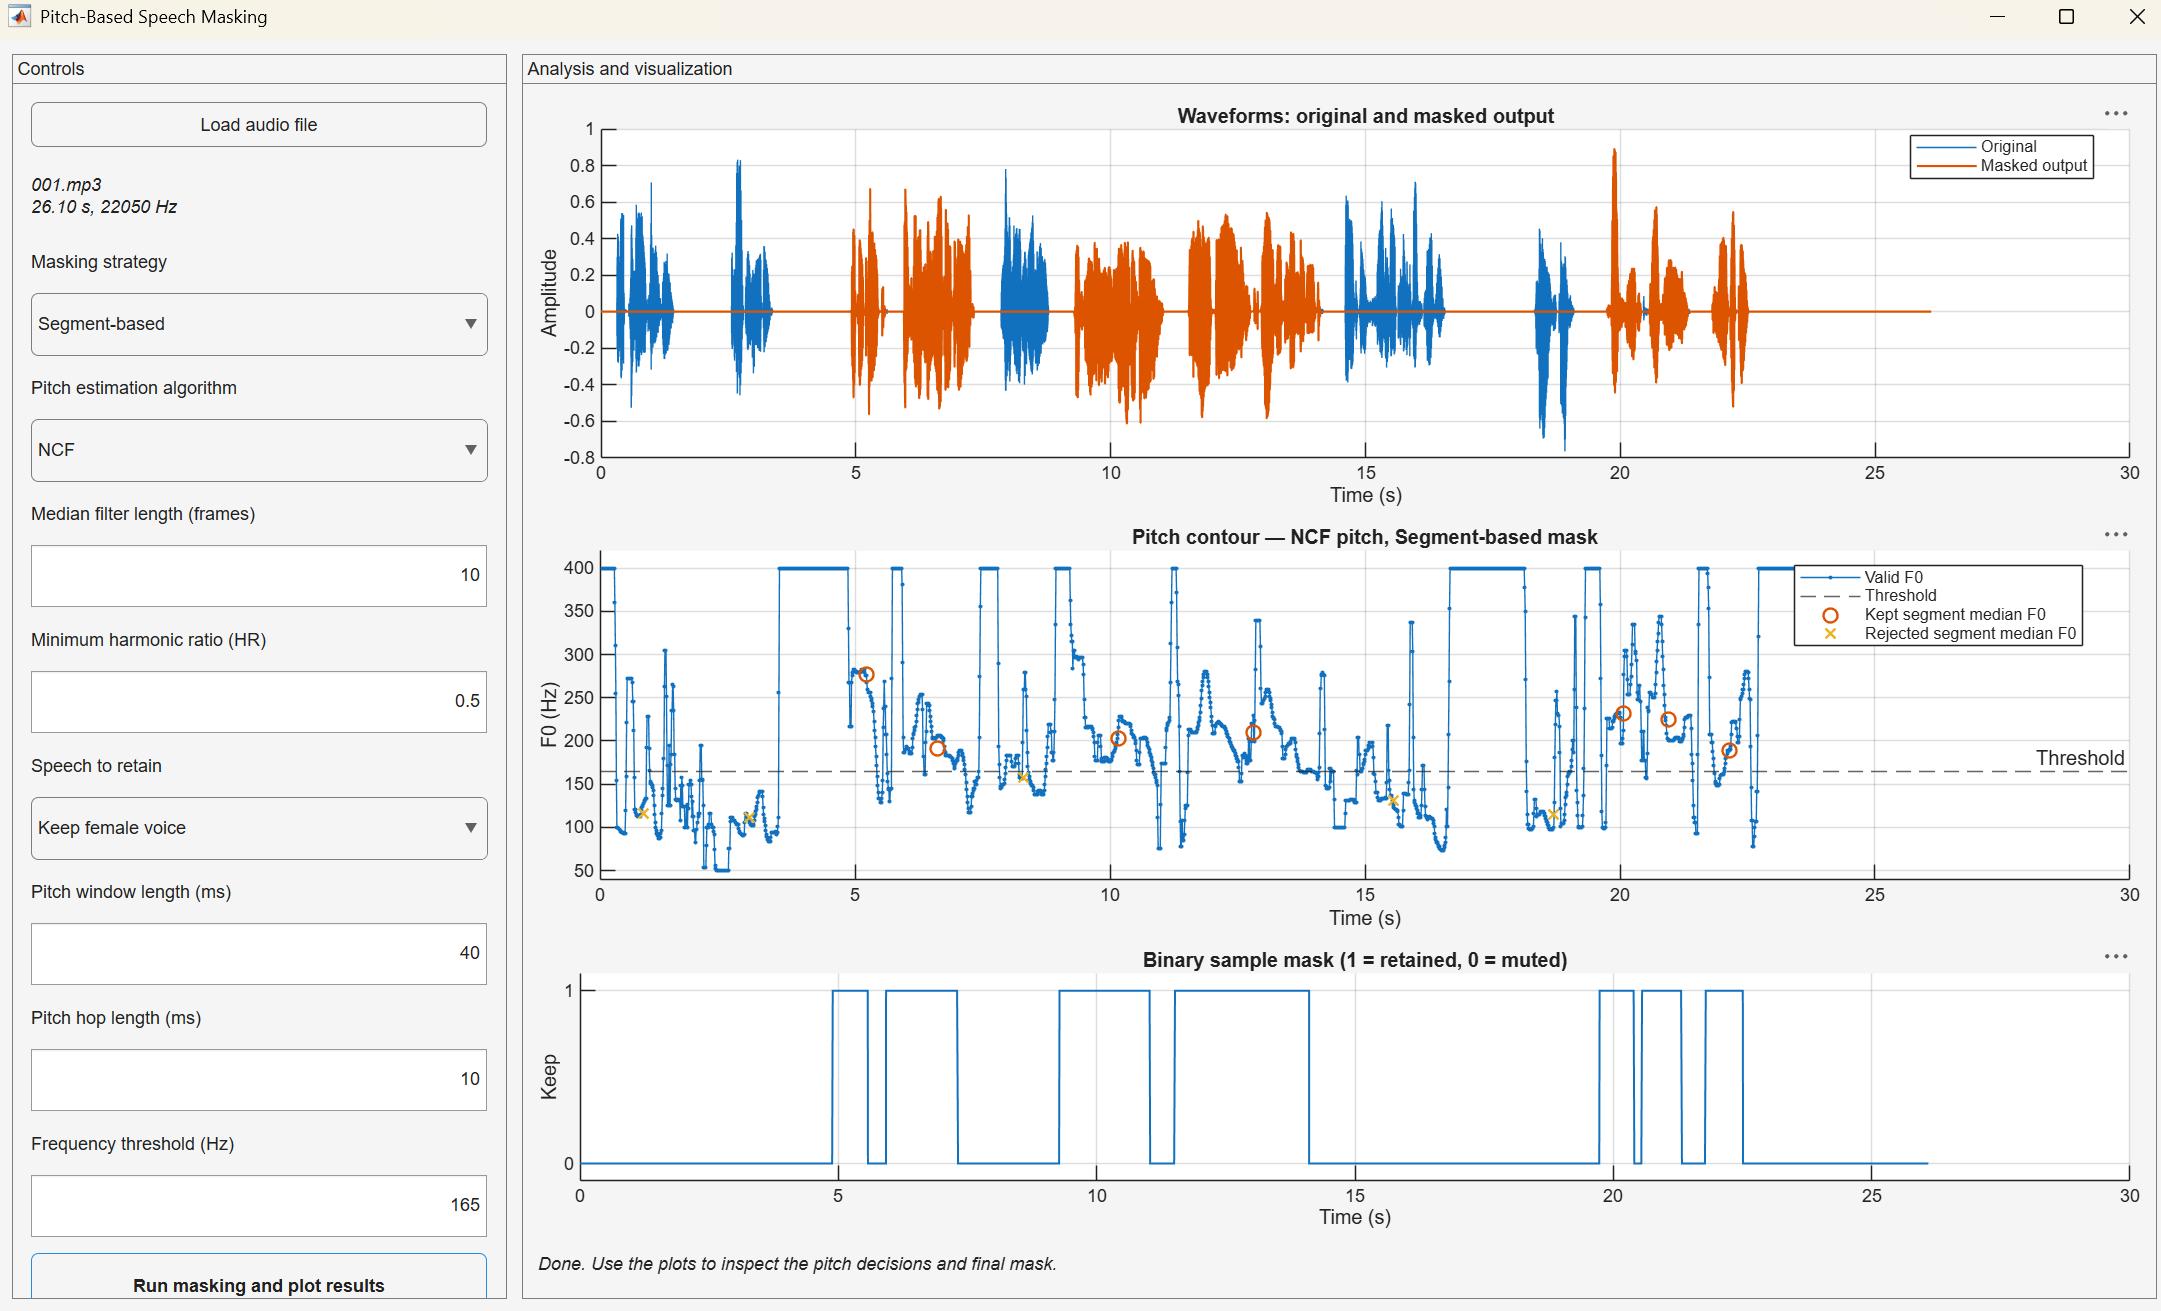 Pitch-Based Speech Masking
Controls
Load audio file
001.mp3
26.10 s, 22050 Hz
Masking strategy
Segment-based
Pitch estimation algorithm
NCF
Median filter length (frames)
10
Minimum harmonic ratio (HR)
0.5
Speech to retain
Keep female voice
Pitch window length (ms)
40
Pitch hop length (ms)
10
Frequency threshold (Hz)
165
Run masking and plot results
Analysis and visualization
Waveforms: original and masked output
Original
Masked output
Amplitude
1
0.8
0.6
0.4
0.2
0
-0.2
-0.4
-0.6
-0.8
0 5 10 15 20 25 30
Time (s)
Pitch contour — NCF pitch, Segment-based mask
Valid F0
Threshold
Kept segment median F0
Rejected segment median F0
F0 (Hz)
400
350
300
250
200
150
100
50
Threshold
0 5 10 15 20 25 30
Time (s)
Binary sample mask (1 = retained, 0 = muted)
Keep
1
0
0 5 10 15 20 25 30
Time (s)
Done. Use the plots to inspect the pitch decisions and final mask.